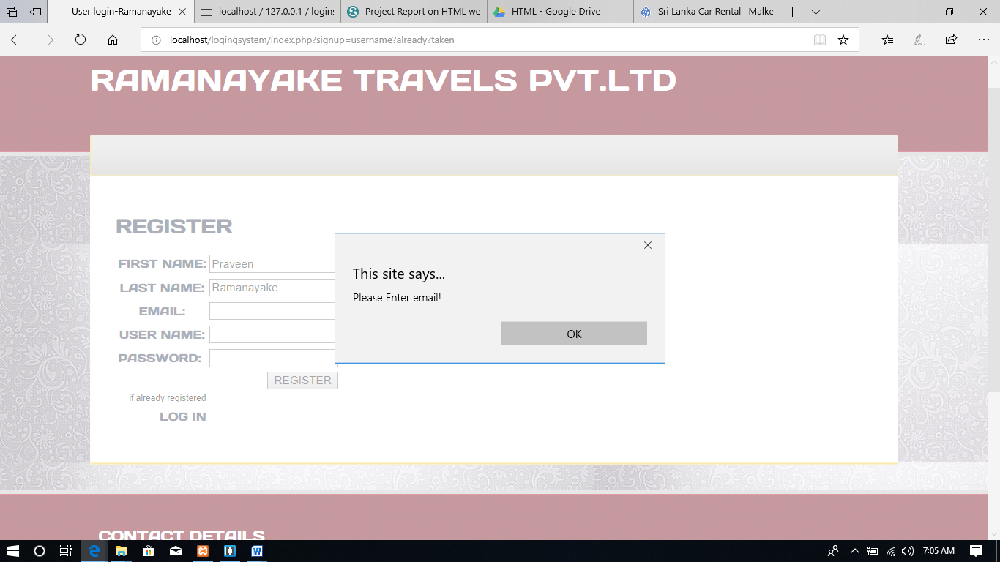 User login-Ramanayake
localhost / 127.0.0.1 / logins
Project Report on HTML we
HTML - Google Drive
Sri Lanka Car Rental | Malke
localhost/logingsystem/index.php?signup=username?already?taken
RAMANAYAKE TRAVELS PVT.LTD
REGISTER
FIRST NAME: Praveen
LAST NAME: Ramanayake
EMAIL:
USER NAME:
PASSWORD:
REGISTER
if already registered
LOG IN
This site says...
Please Enter email!
OK
CONTACT DETAILS
7:05 AM